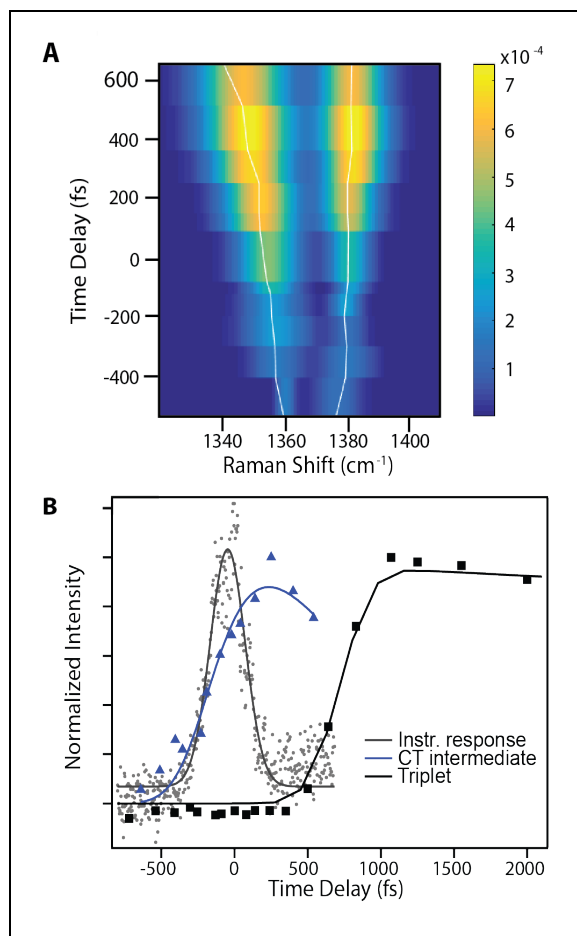 A
x10 -4
600
400
200
0
-200
-400
Time Delay (fs)
7
6
5
4
3
2
1
1340 1360 1380 1400
Raman Shift (cm-1)
B
Normalized Intensity
Instr. response
CT intermediate
Triplet
-500 0 500 1000 1500 2000
Time Delay (fs)